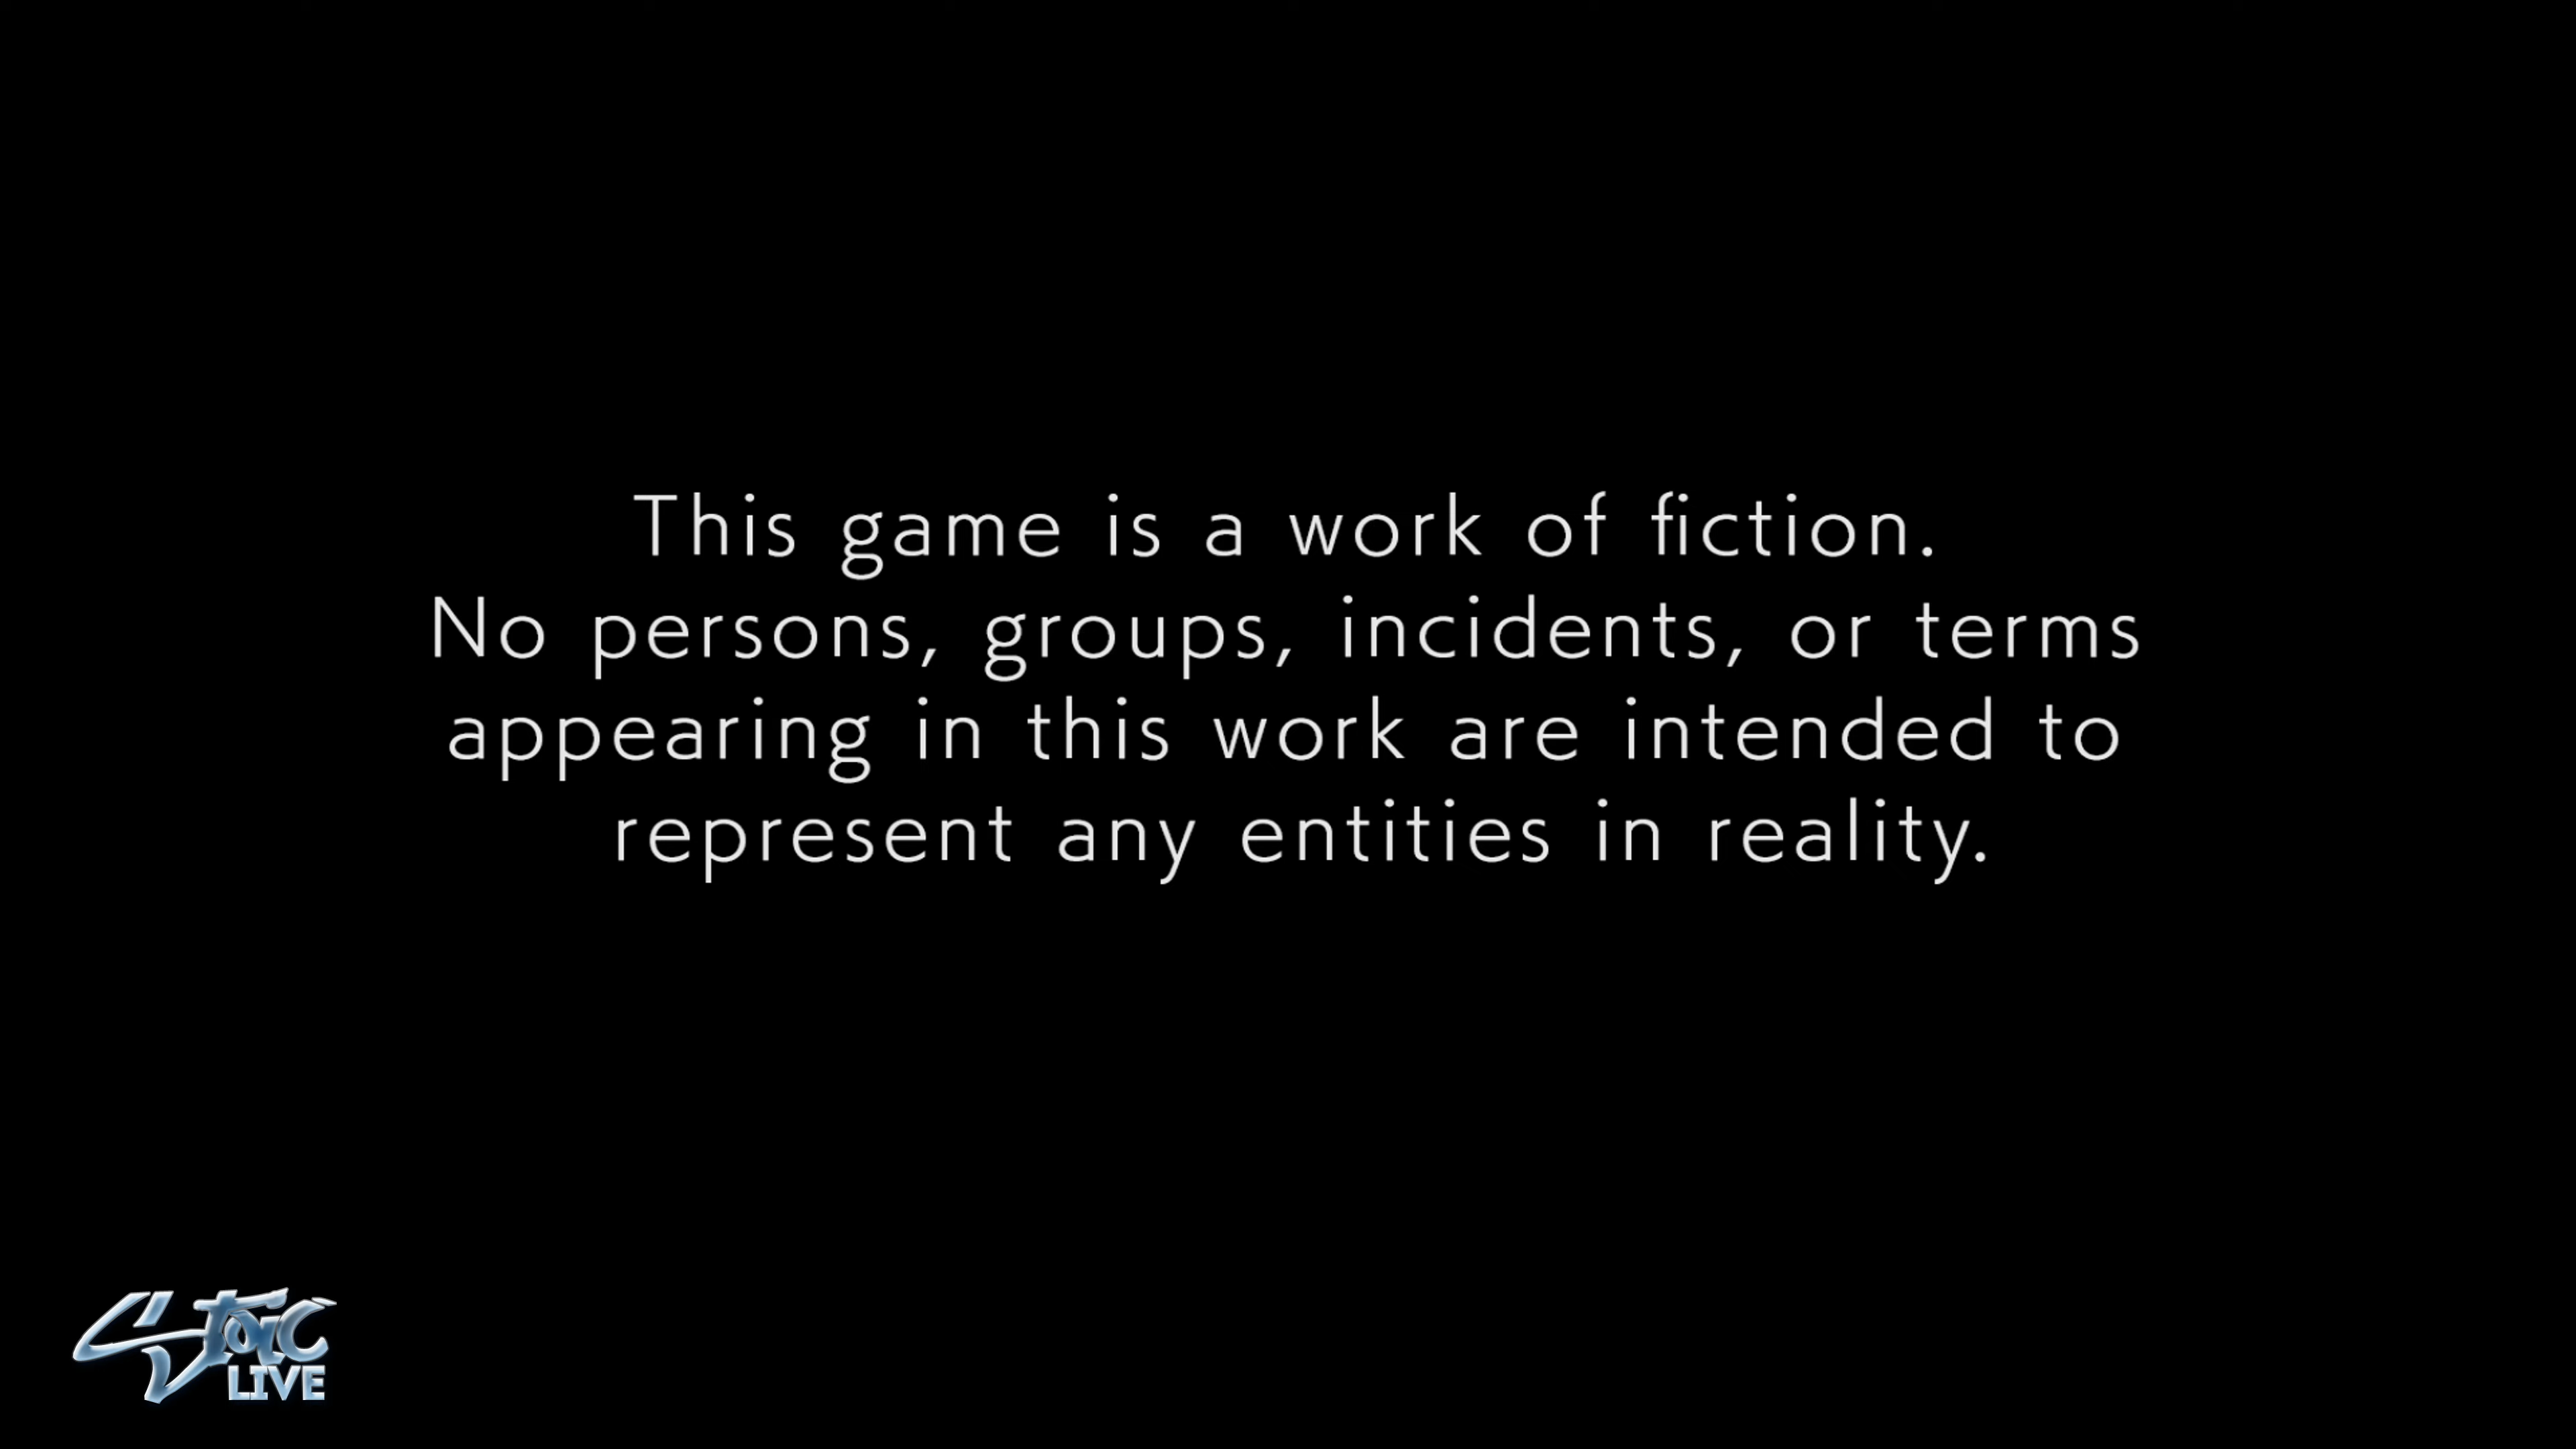 This game is a work of fiction.
No persons, groups, incidents, or terms
appearing in this work are intended to
represent any entities in reality.
Stoic
LIVE